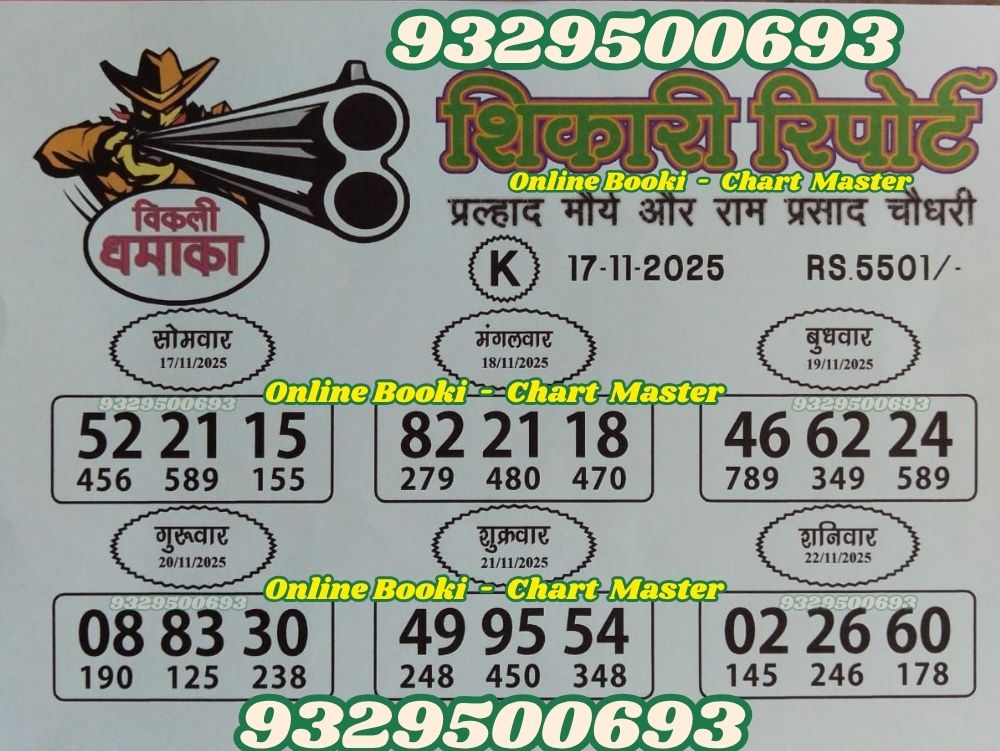 9329500693
शिकारी रिपोर्ट
Online Booki - Chart Master
विकली
धमाका
प्रल्हाद मौर्य और राम प्रसाद चौधरी
K 17-11-2025 RS.5501/-
सोमवार
17/11/2025
मंगलवार
18/11/2025
बुधवार
19/11/2025
Online Booki - Chart Master
9329500693
9329500693
52 21 15
456 589 155
82 21 18
279 480 470
46 62 24
789 349 589
गुरूवार
20/11/2025
शुक्रवार
21/11/2025
शनिवार
22/11/2025
Online Booki - Chart Master
9329500693
9329500693
08 83 30
190 125 238
49 95 54
248 450 348
02 26 60
145 246 178
9329500693